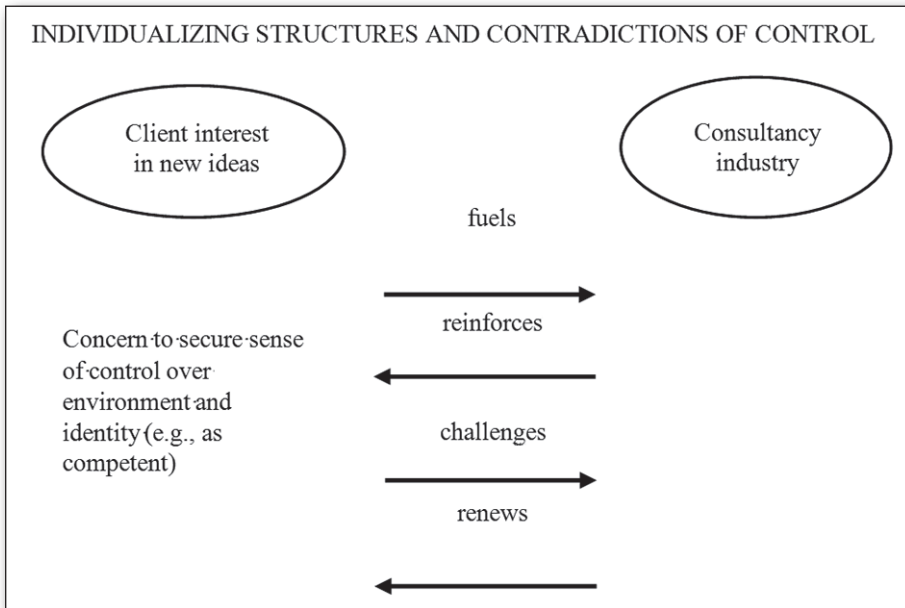 INDIVIDUALIZING STRUCTURES AND CONTRADICTIONS OF CONTROL
Client interest
in new ideas
Consultancy
industry
fuels
reinforces
Concern·to·secure·sense
of·control over
environment and
identity·(e.g., as
competent)
challenges
renews